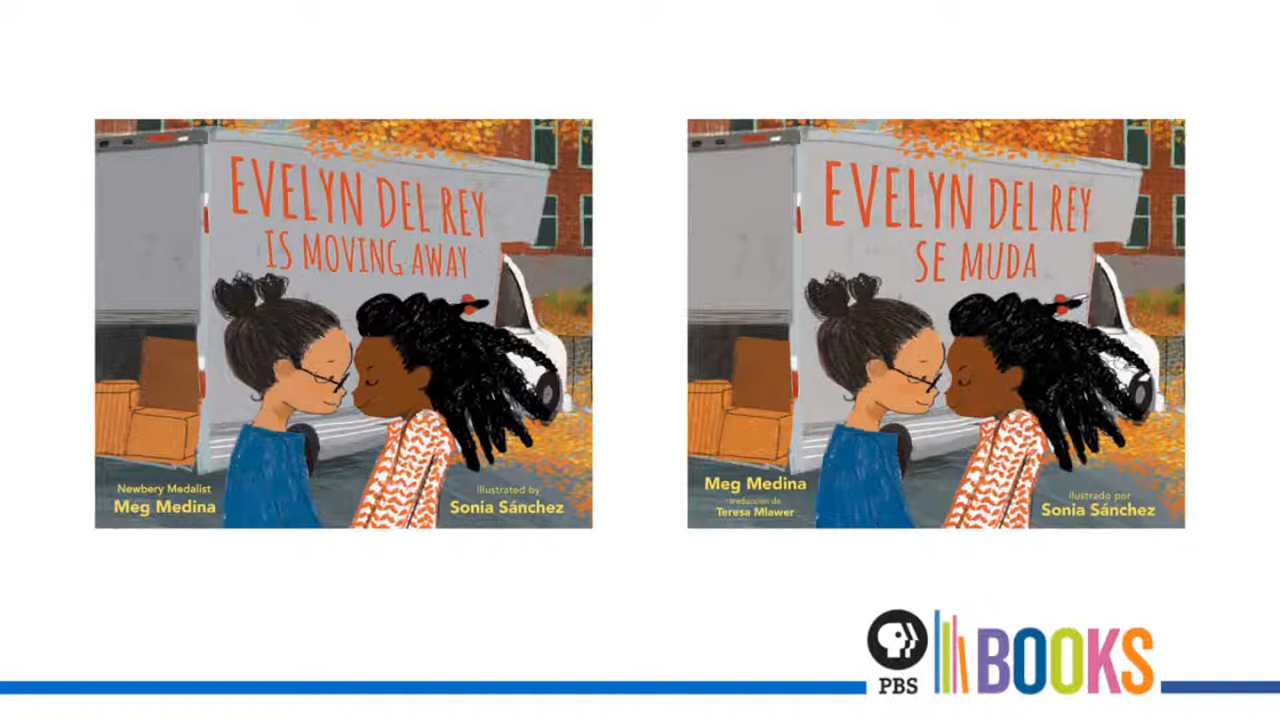 EVELYN DEL REY
IS MOVING AWAY
Newbery Medalist
Meg Medina
illustrated by
Sonia Sánchez
EVELYN DEL REY
SE MUDA
Meg Medina
traducción de
Teresa Mlawer
ilustrado por
Sonia Sánchez
PBS
BOOKS